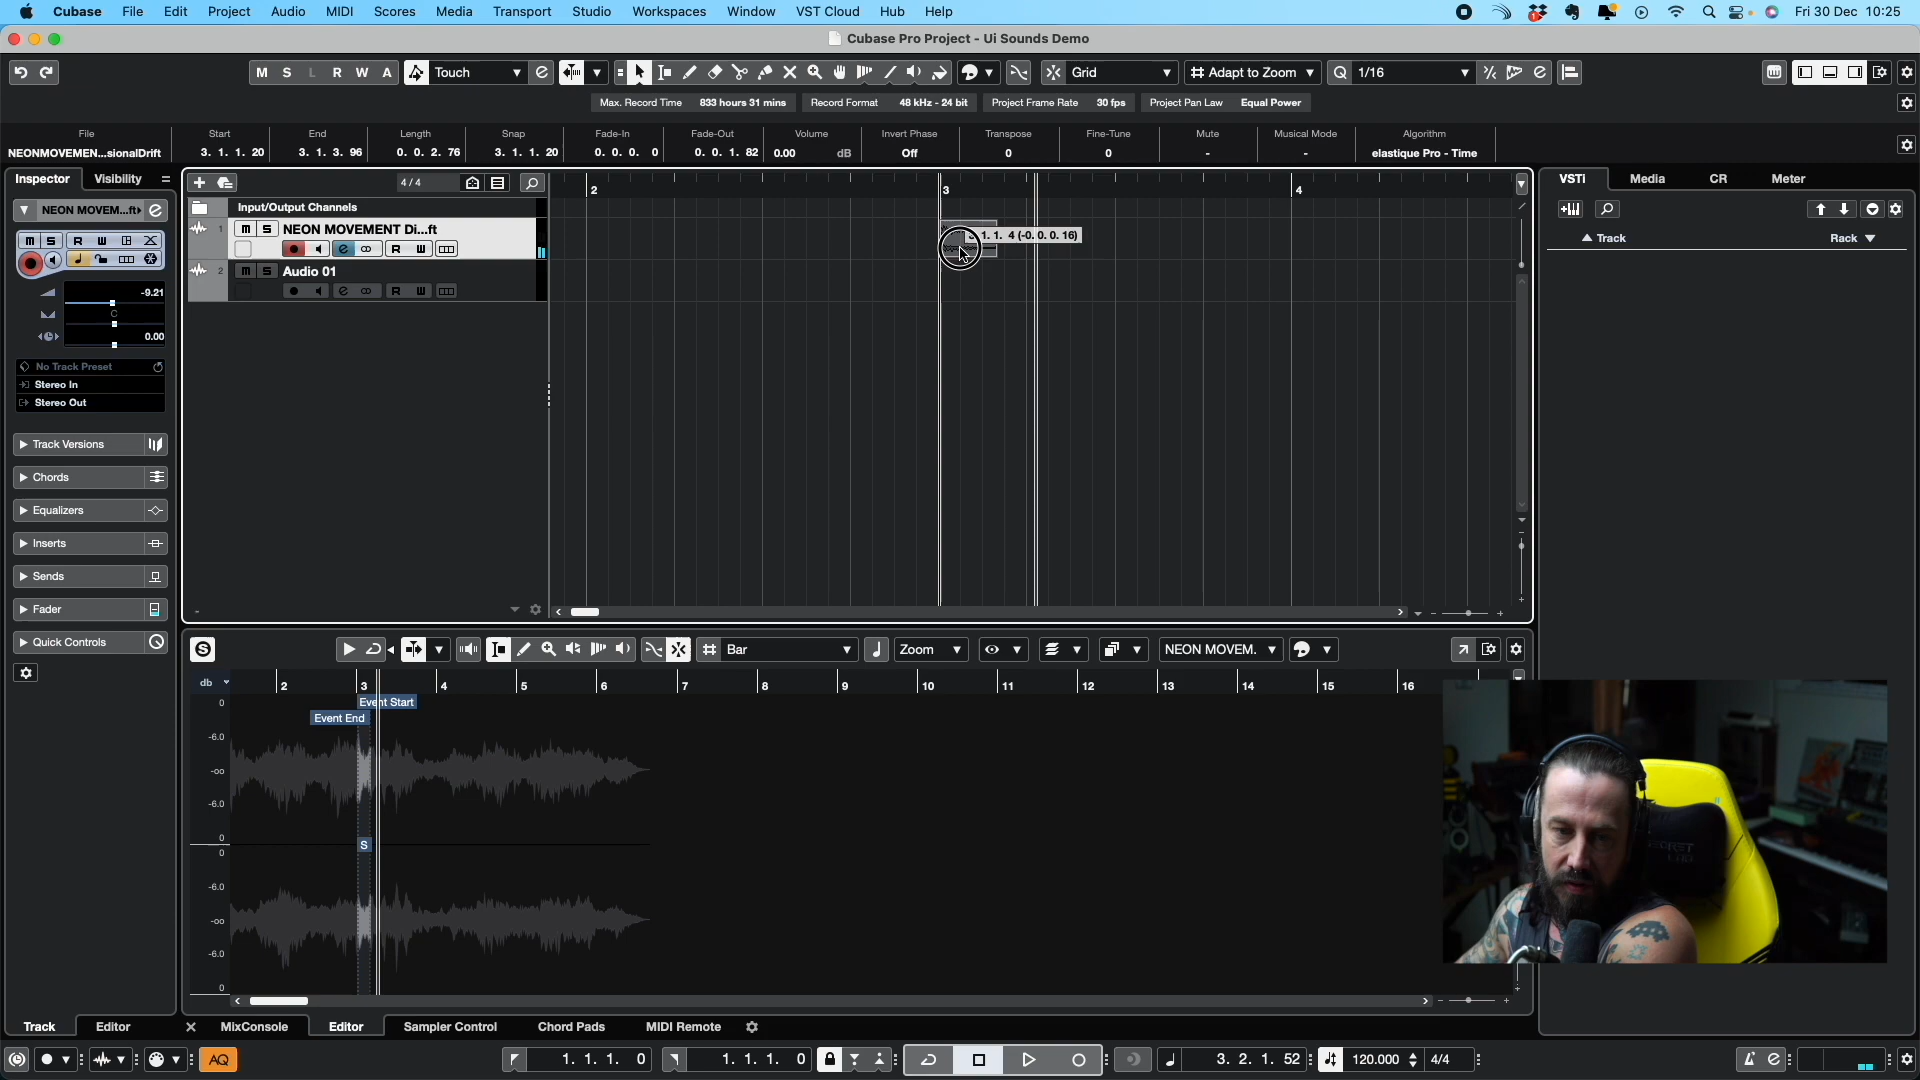 Cubase File Edit Project Audio MIDI Scores Media Transport Studio Workspaces Window VST Cloud Hub Help Fri 30 Dec 10:25
Cubase Pro Project - Ui Sounds Demo
M S L R W A Touch Grid Adapt to Zoom Q 1/16
Max. Record Time 833 hours 31 mins Record Format 48 kHz - 24 bit Project Frame Rate 30 fps Project Pan Law Equal Power
File Start End Length Snap Fade-In Fade-Out Volume Invert Phase Transpose Fine-Tune Mute Musical Mode Algorithm
NEONMOVEMEN...sionalDrift 3. 1. 1. 20 3. 1. 3. 96 0. 0. 2. 76 3. 1. 1. 20 0. 0. 0. 0 0. 0. 1. 82 0.00 dB Off 0 0 - - elastique Pro - Time
Inspector Visibility 4/4 2 3 4 VSTi Media CR Meter
NEON MOVEM...ft
Input/Output Channels
1 M S NEON MOVEMENT Di...ft 1. 1. 4 (-0. 0. 0. 16) Track Rack
M S R W
R W
2 M S Audio 01
R W
-9.21
C
0.00
No Track Preset
Stereo In
Stereo Out
Track Versions
Chords
Equalizers
Inserts
Sends
Fader
Quick Controls
S Bar Zoom NEON MOVEM.
db 2 3 4 5 6 7 8 9 10 11 12 13 14 15 16
0 Event Start
Event End
-6.0
-oo
-6.0
0
S
0
-6.0
-oo
-6.0
0
Track Editor MixConsole Editor Sampler Control Chord Pads MIDI Remote
AQ 1. 1. 1. 0 1. 1. 1. 0 3. 2. 1. 52 120.000 4/4